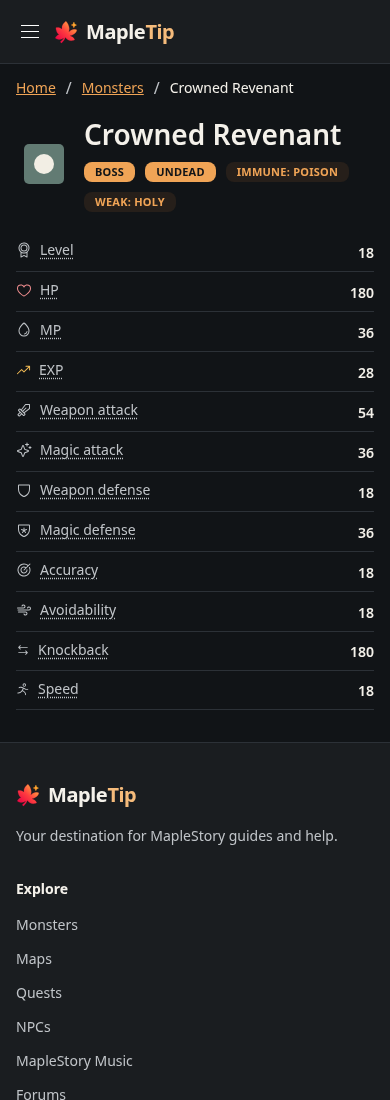 MapleTip
Home / Monsters / Crowned Revenant
Crowned Revenant
BOSS UNDEAD IMMUNE: POISON
WEAK: HOLY
Level 18
HP 180
MP 36
EXP 28
Weapon attack 54
Magic attack 36
Weapon defense 18
Magic defense 36
Accuracy 18
Avoidability 18
Knockback 180
Speed 18
MapleTip
Your destination for MapleStory guides and help.
Explore
Monsters
Maps
Quests
NPCs
MapleStory Music
Forums